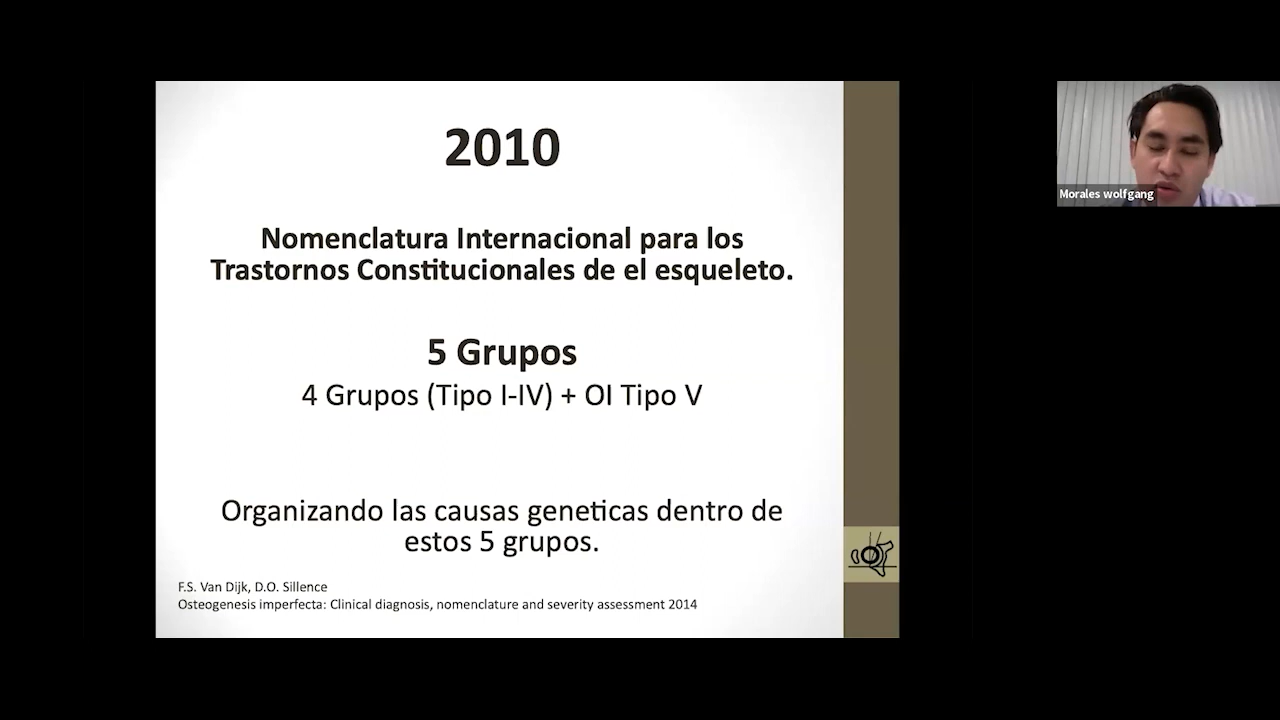 2010
Nomenclatura Internacional para los
Trastornos Constitucionales de el esqueleto.
5 Grupos
4 Grupos (Tipo I-IV) + OI Tipo V
Organizando las causas geneticas dentro de
estos 5 grupos.
F.S. Van Dijk, D.O. Sillence
Osteogenesis imperfecta: Clinical diagnosis, nomenclature and severity assessment 2014
Morales wolfgang